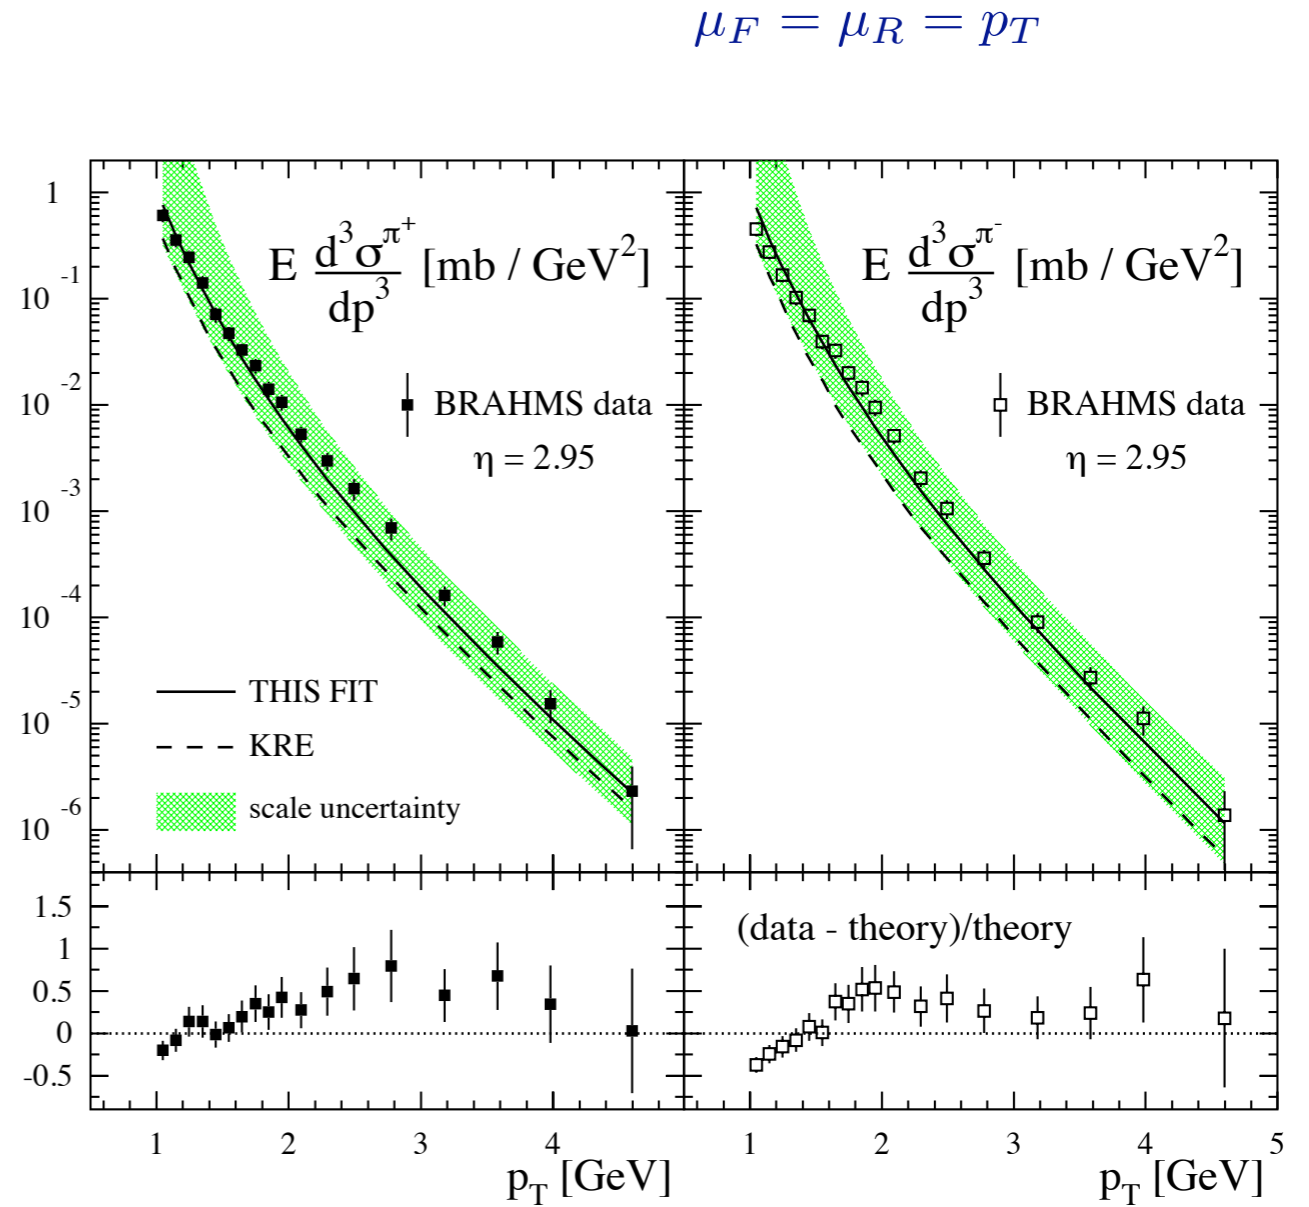 μ_F = μ_R = p_T
1
10^-1
10^-2
10^-3
10^-4
10^-5
10^-6
E d^3σ^π+/dp^3 [mb / GeV^2]
BRAHMS data
η = 2.95
THIS FIT
KRE
scale uncertainty
E d^3σ^π-/dp^3 [mb / GeV^2]
BRAHMS data
η = 2.95
1.5
1
0.5
0
-0.5
(data - theory)/theory
1 2 3 4 1 2 3 4 5
p_T [GeV] p_T [GeV]